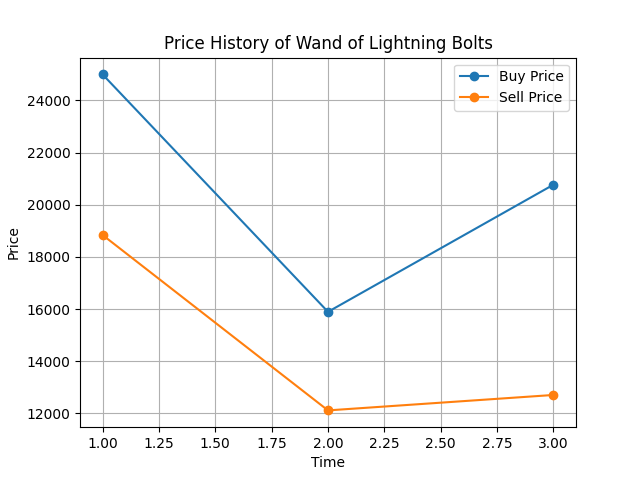 Price History of Wand of Lightning Bolts
Buy Price
Sell Price
24000
22000
20000
18000
16000
14000
12000
Price
1.00 1.25 1.50 1.75 2.00 2.25 2.50 2.75 3.00
Time